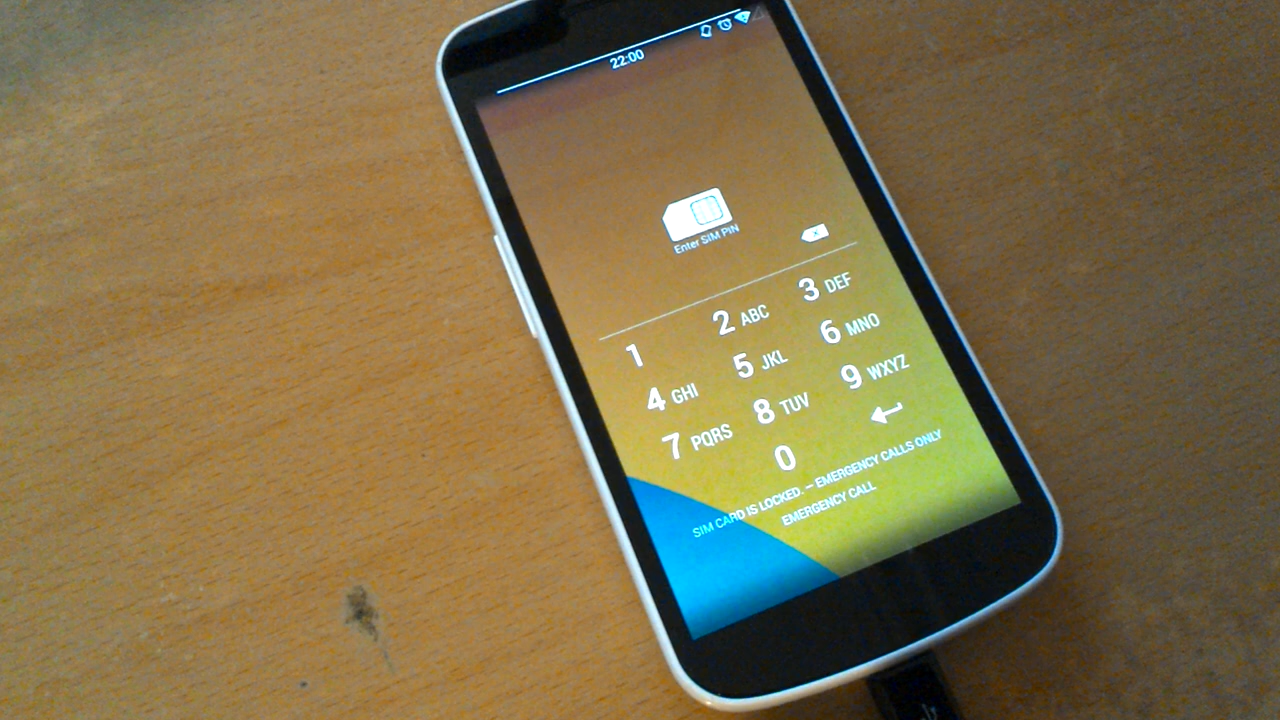 22:00
Enter SIM PIN
1
2 ABC
3 DEF
4 GHI
5 JKL
6 MNO
7 PQRS
8 TUV
9 WXYZ
0
SIM CARD IS LOCKED. – EMERGENCY CALLS ONLY
EMERGENCY CALL